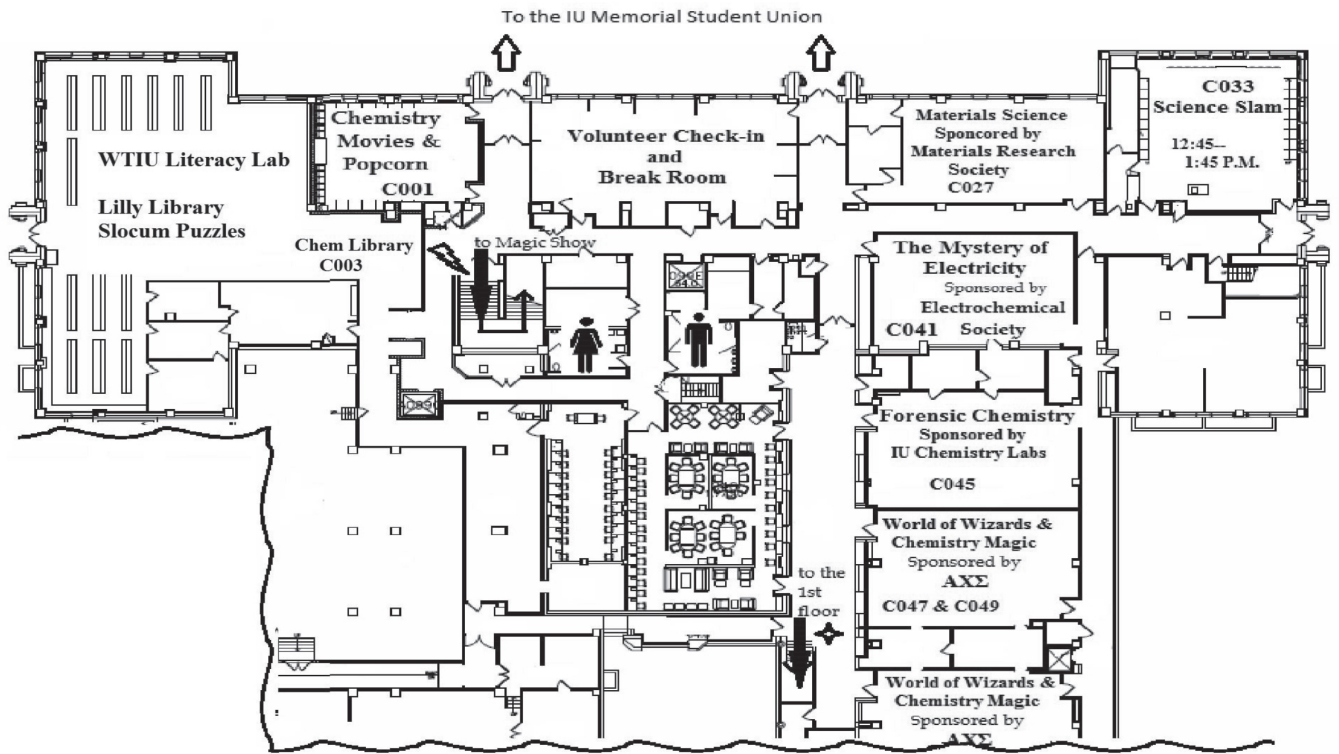 To the IU Memorial Student Union
WTIU Literacy Lab
Lilly Library
Slocum Puzzles
Chemistry
Movies &
Popcorn
C001
Volunteer Check-in
and
Break Room
Materials Science
Sponcored by
Materials Research
Society
C027
C033
Science Slam
12:45--
1:45 P.M.
Chem Library
C003
to Magic Show
The Mystery of
Electricity
Sponsored by
Electrochemical
C041 Society
Forensic Chemistry
Sponsored by
IU Chemistry Labs
C045
World of Wizards &
Chemistry Magic
Sponsored by
ΑΧΣ
C047 & C049
to the
1st
floor
World of Wizards &
Chemistry Magic
Sponsored by
ΑΧΣ